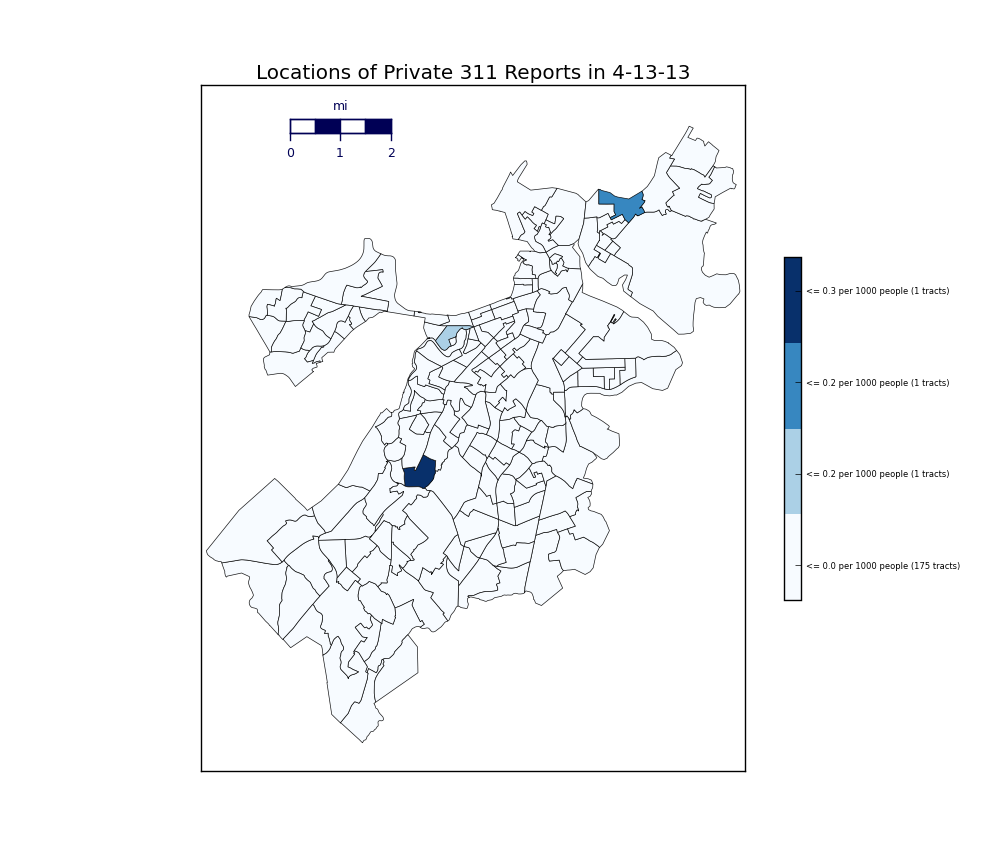 Locations of Private 311 Reports in 4-13-13
mi
0 1 2
<= 0.3 per 1000 people (1 tracts)
<= 0.2 per 1000 people (1 tracts)
<= 0.2 per 1000 people (1 tracts)
<= 0.0 per 1000 people (175 tracts)